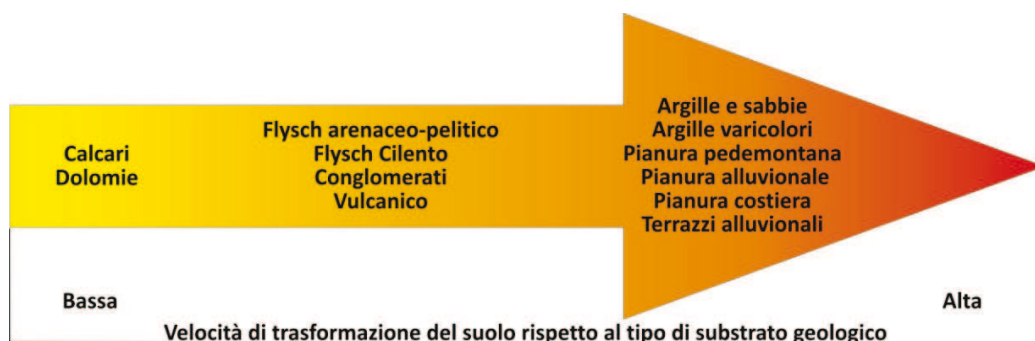 Calcari
Dolomie
Flysch arenaceo-pelitico
Flysch Cilento
Conglomerati
Vulcanico
Argille e sabbie
Argille varicolori
Pianura pedemontana
Pianura alluvionale
Pianura costiera
Terrazzi alluvionali
Bassa
Alta
Velocità di trasformazione del suolo rispetto al tipo di substrato geologico